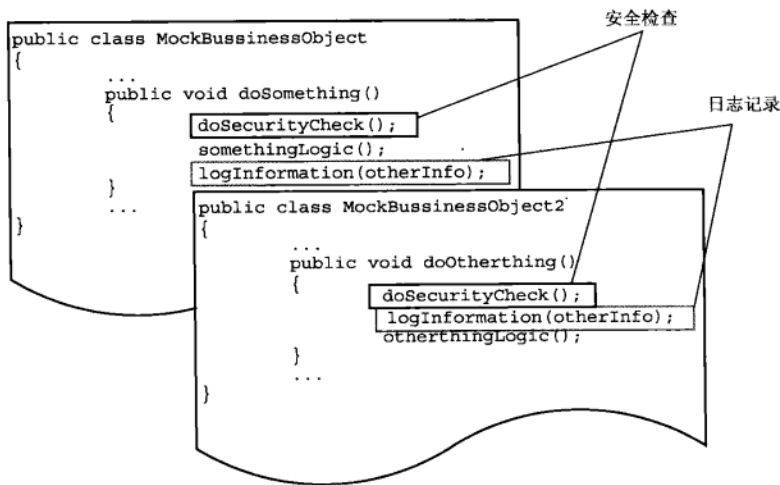 安全检查
日志记录
public class MockBussinessObject
{
...
public void doSomething()
{
doSecurityCheck();
somethingLogic();
logInformation(otherInfo);
}
...
}
public class MockBussinessObject2
{
...
public void doOtherthing()
{
doSecurityCheck();
logInformation(otherInfo);
otherthingLogic();
}
...
}